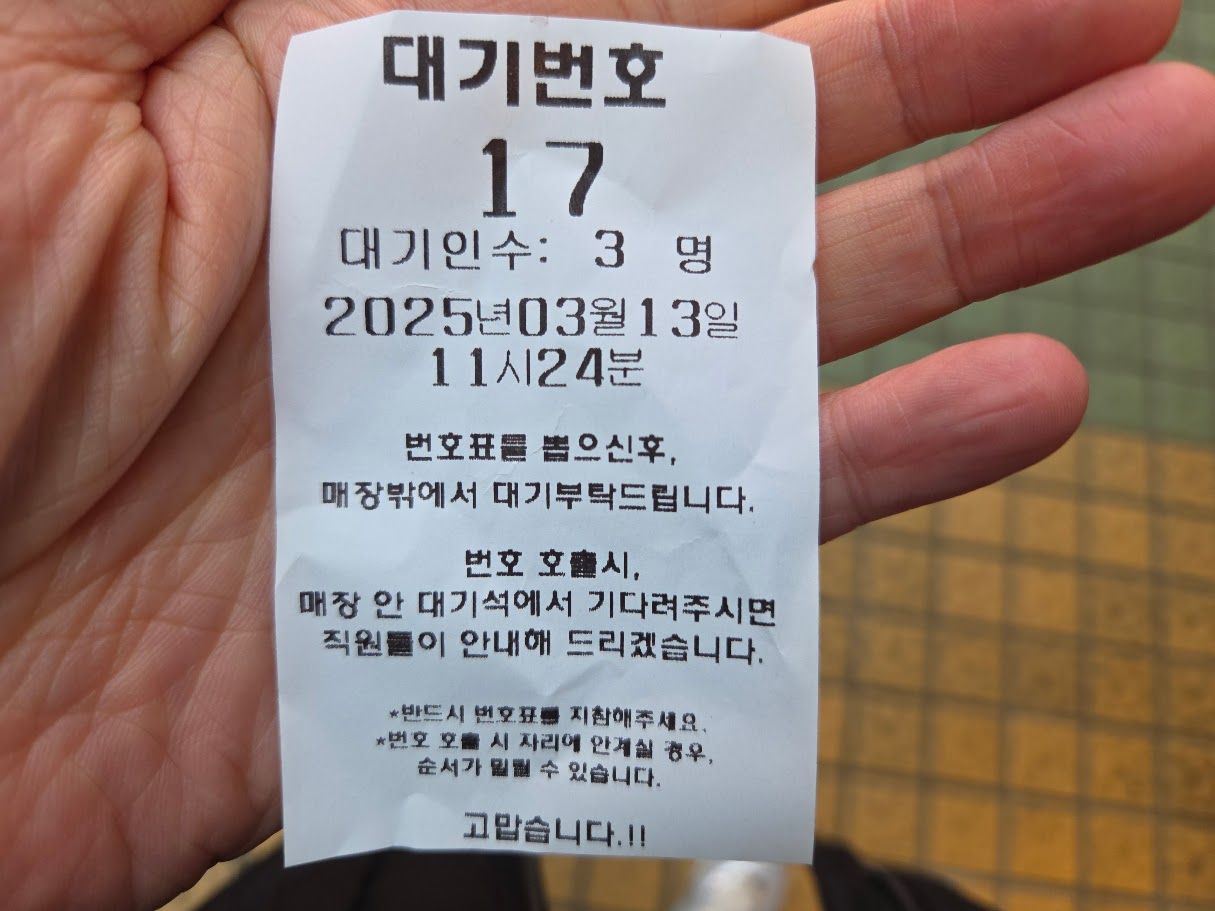 대기번호
17
대기인수: 3 명
2025년03월13일
11시24분
번호표를 뽑으신후,
매장밖에서 대기부탁드립니다.
번호 호출시,
매장 안 대기석에서 기다려주시면
직원들이 안내해 드리겠습니다.
*반드시 번호표를 지참해주세요.
*번호 호출 시 자리에 안계실 경우,
순서가 밀릴 수 있습니다.
고맙습니다.!!